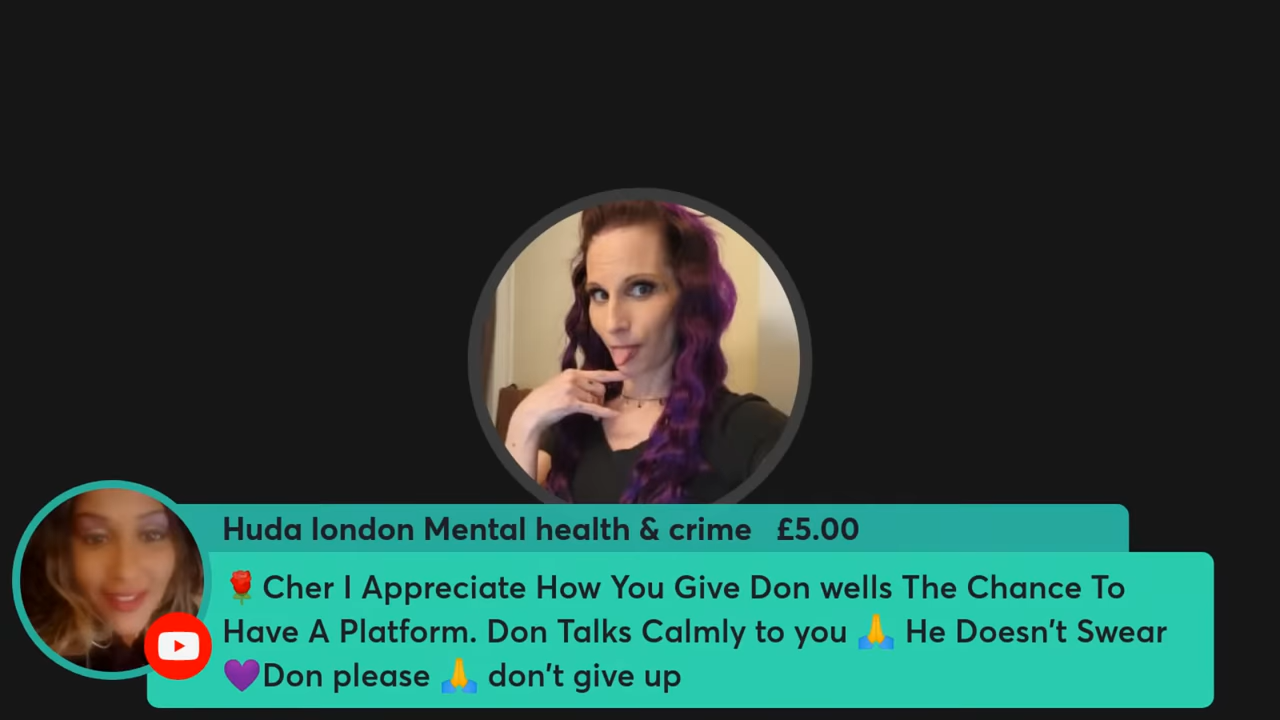 Huda london Mental health & crime £5.00
🌹Cher I Appreciate How You Give Don wells The Chance To
Have A Platform. Don Talks Calmly to you 🙏 He Doesn't Swear
💜Don please 🙏 don't give up